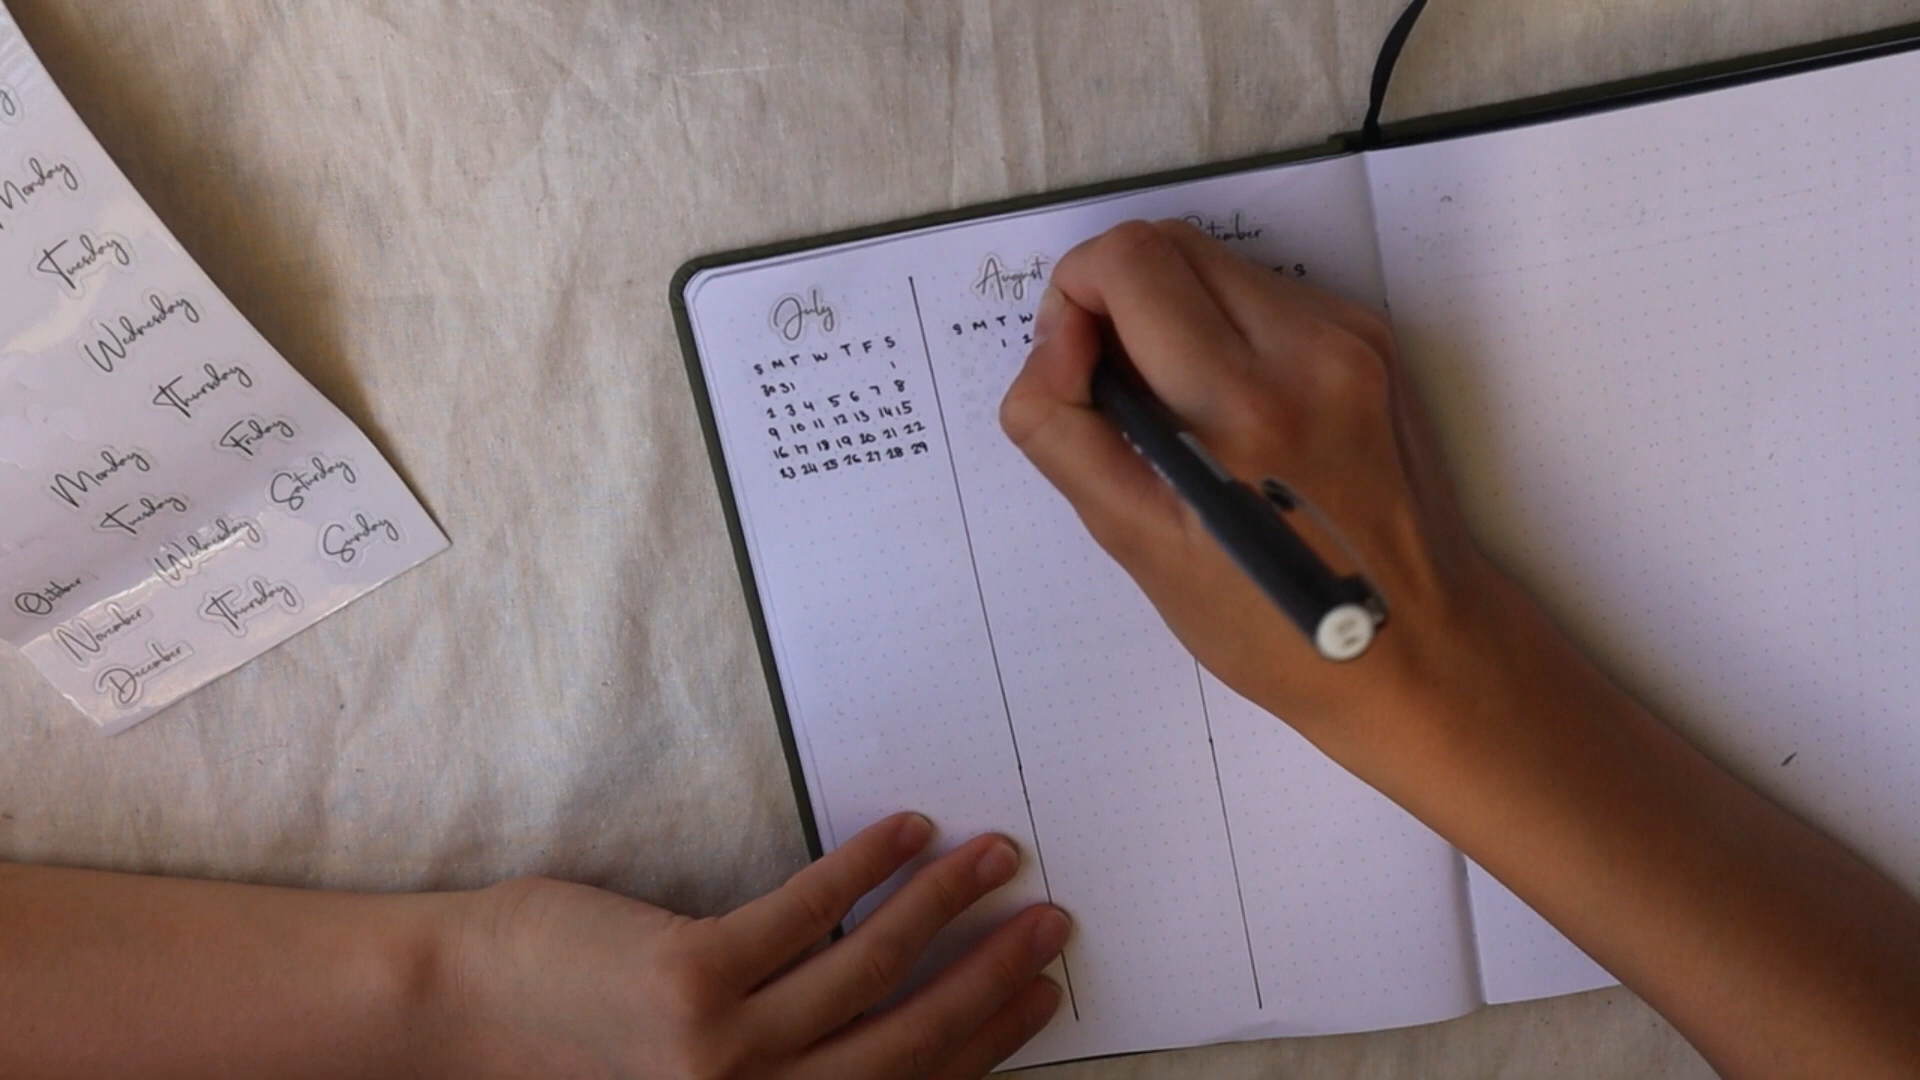 Monday
Tuesday
Wednesday
Thursday
Friday
Saturday
Sunday
Monday
Tuesday
Wednesday
Thursday
October
November
December
July
S M T W T F S
30 31 1
2 3 4 5 6 7 8
9 10 11 12 13 14 15
16 17 18 19 20 21 22
23 24 25 26 27 28 29
August
S M T W
1 2
T S